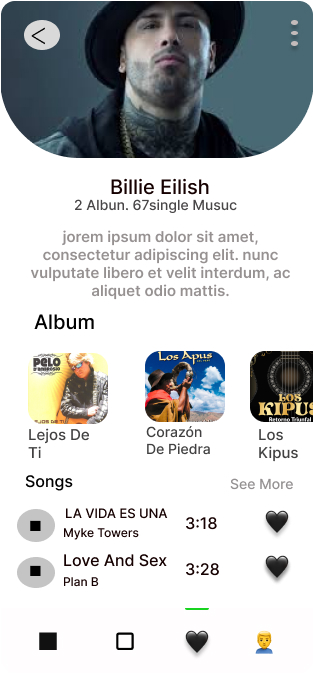 Billie Eilish
2 Albun. 67single Musuc
jorem ipsum dolor sit amet,
consectetur adipiscing elit. nunc
vulputate libero et velit interdum, ac
aliquet odio mattis.
Album
PELO
D'AMBROSIO
LEJOS DE TI
Los Apus
LOS
KIPUS
Retorno Triunfal
Lejos De
Ti
Corazón
De Piedra
Los
Kipus
Songs
See More
LA VIDA ES UNA
Myke Towers
3:18
Love And Sex
Plan B
3:28